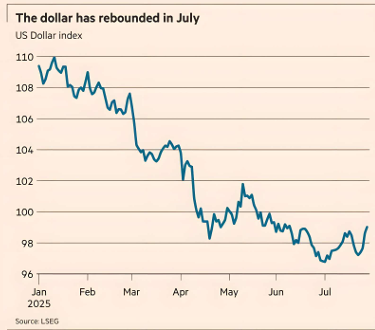 The dollar has rebounded in July
US Dollar index
110
108
106
104
102
100
98
96
Jan Feb Mar Apr May Jun Jul
2025
Source: LSEG